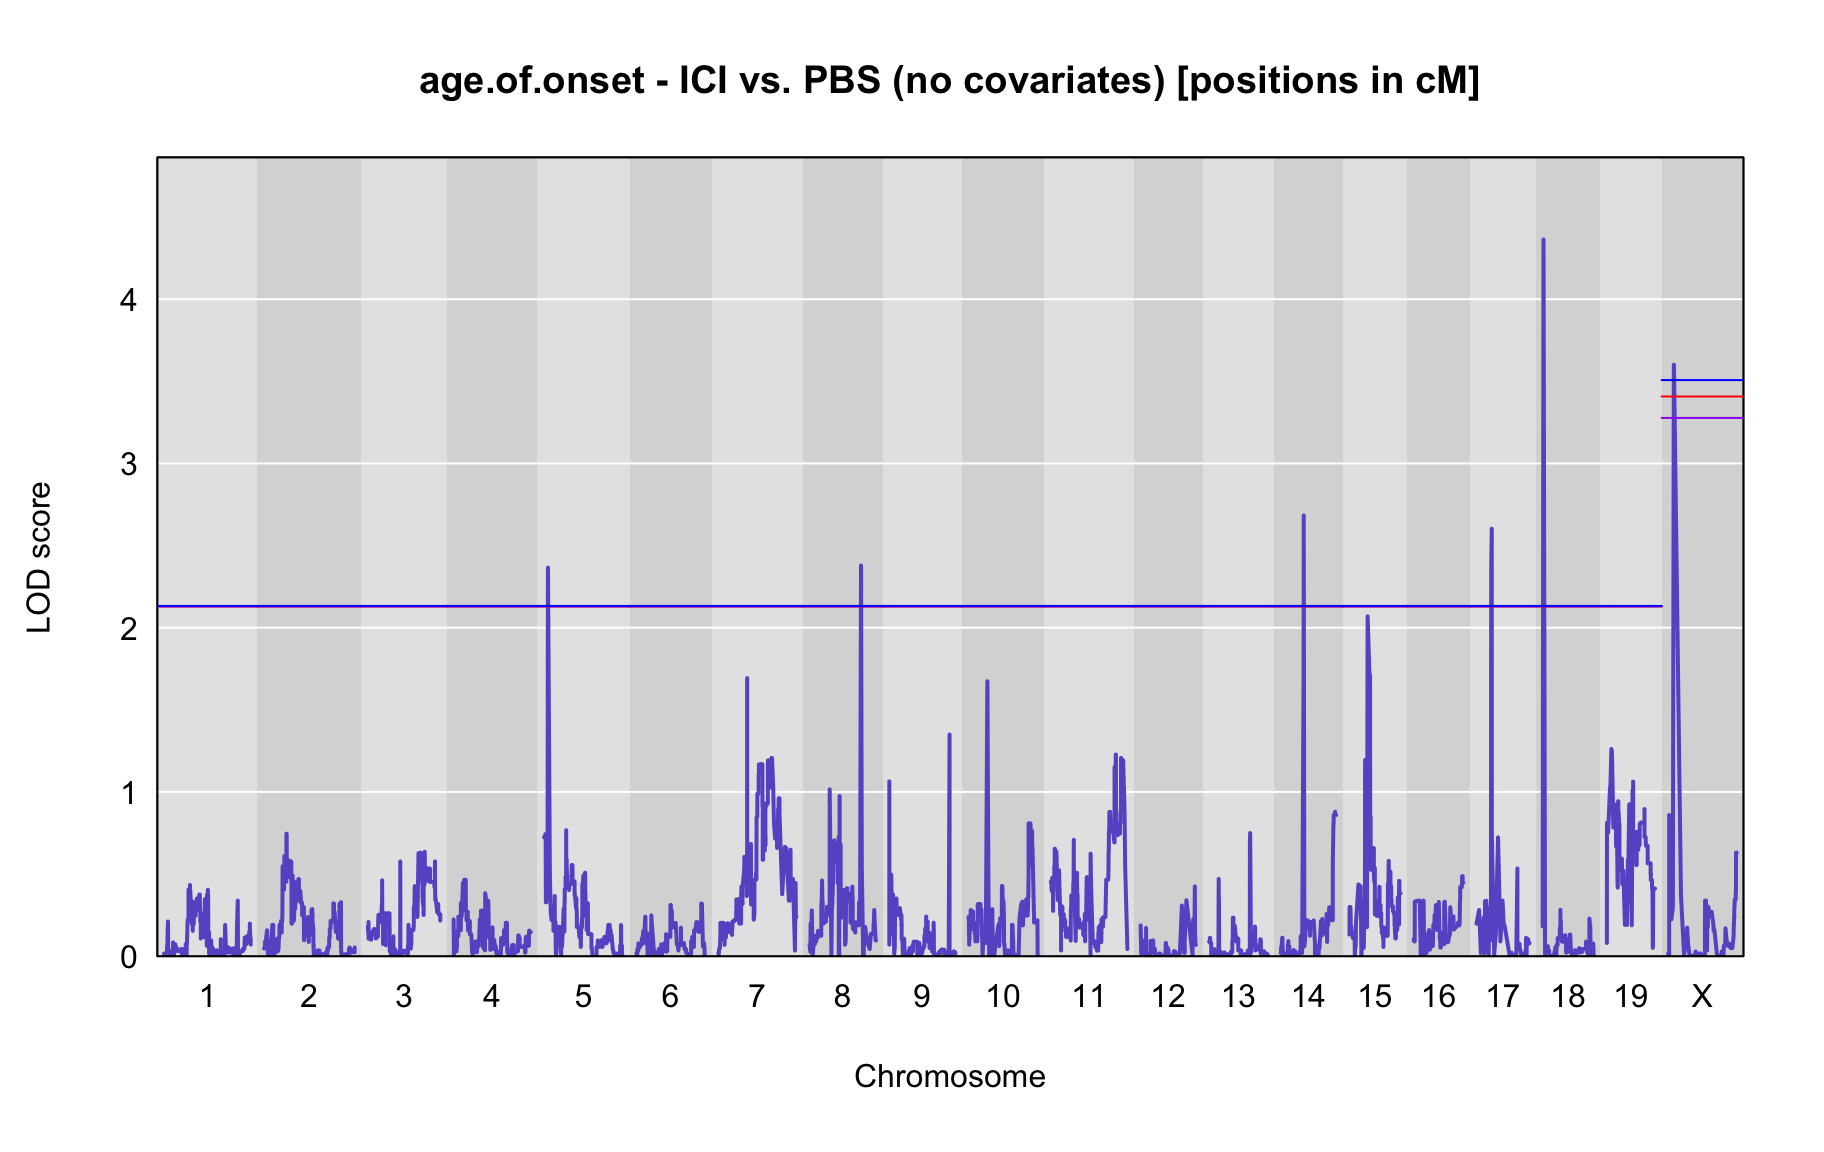 age.of.onset - ICI vs. PBS (no covariates) [positions in cM]
4
3
2
1
0
LOD score
1 2 3 4 5 6 7 8 9 10 11 12 13 14 15 16 17 18 19 X
Chromosome